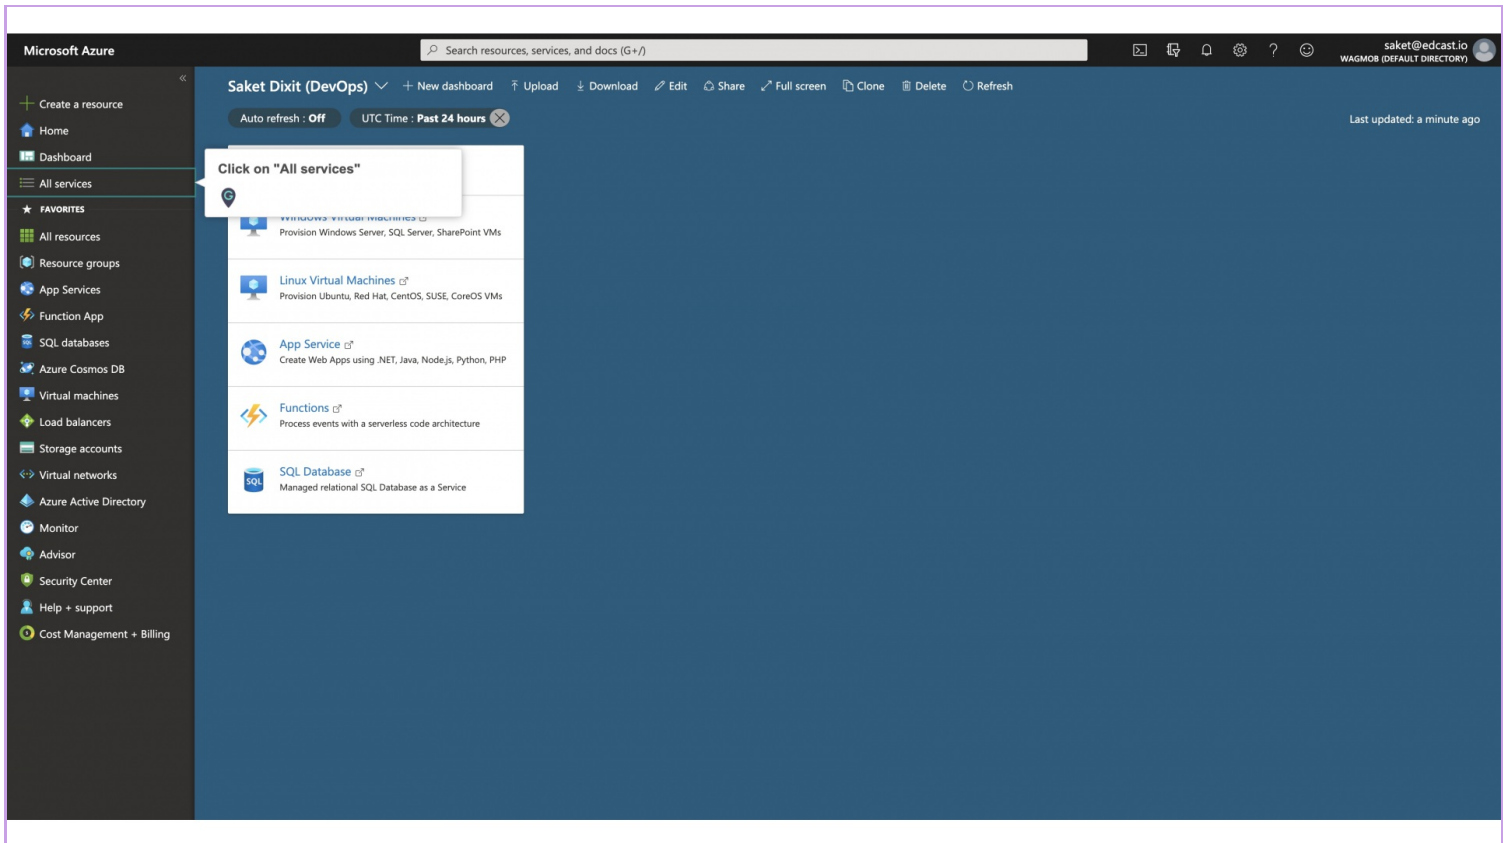 Microsoft Azure
Search resources, services, and docs (G+/)
saket@edcast.io
WAGMOB (DEFAULT DIRECTORY)
«
Create a resource
Home
Dashboard
All services
FAVORITES
All resources
Resource groups
App Services
Function App
SQL databases
Azure Cosmos DB
Virtual machines
Load balancers
Storage accounts
Virtual networks
Azure Active Directory
Monitor
Advisor
Security Center
Help + support
Cost Management + Billing
Saket Dixit (DevOps) New dashboard Upload Download Edit Share Full screen Clone Delete Refresh
Auto refresh : Off UTC Time : Past 24 hours
Last updated: a minute ago
Click on "All services"
G
Windows Virtual Machines
Provision Windows Server, SQL Server, SharePoint VMs
Linux Virtual Machines
Provision Ubuntu, Red Hat, CentOS, SUSE, CoreOS VMs
App Service
Create Web Apps using .NET, Java, Node.js, Python, PHP
Functions
Process events with a serverless code architecture
SQL
SQL Database
Managed relational SQL Database as a Service